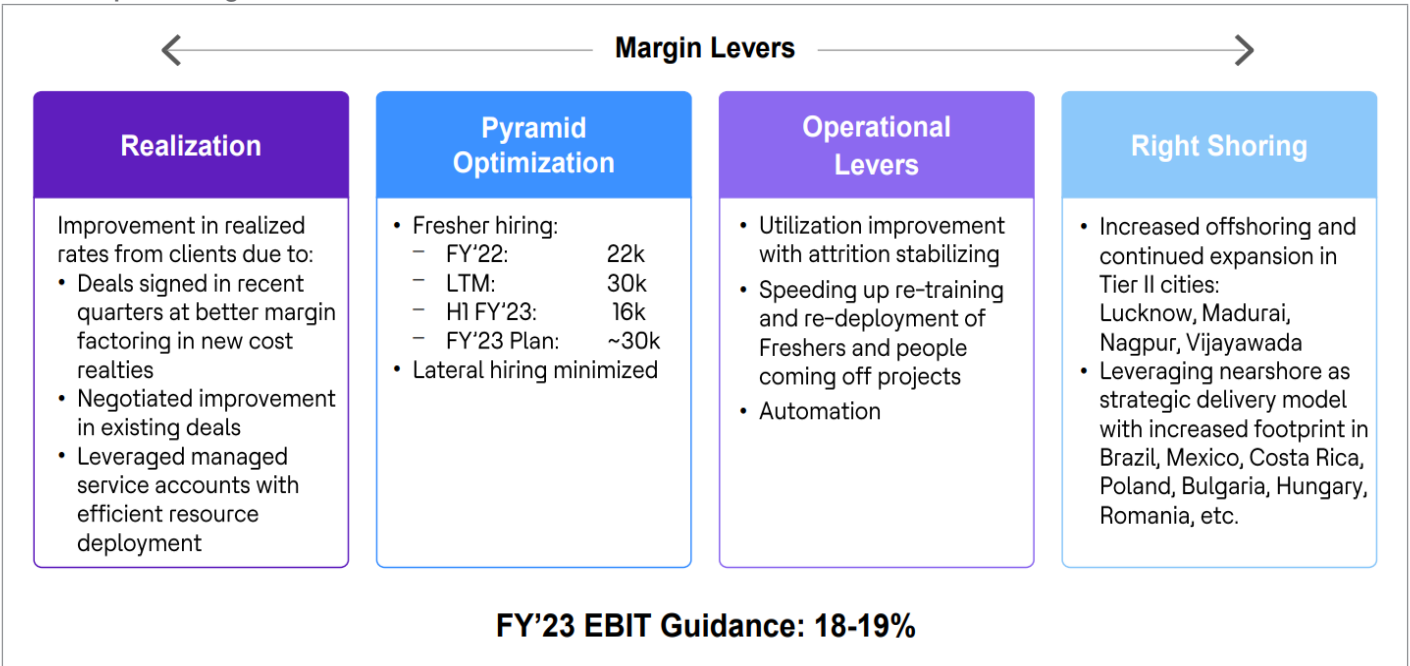 Margin Levers
Realization
Improvement in realized
rates from clients due to:
• Deals signed in recent
quarters at better margin
factoring in new cost
realties
• Negotiated improvement
in existing deals
• Leveraged managed
service accounts with
efficient resource
deployment
Pyramid
Optimization
• Fresher hiring:
– FY'22: 22k
– LTM: 30k
– H1 FY'23: 16k
– FY'23 Plan: ~30k
• Lateral hiring minimized
Operational
Levers
• Utilization improvement
with attrition stabilizing
• Speeding up re-training
and re-deployment of
Freshers and people
coming off projects
• Automation
Right Shoring
• Increased offshoring and
continued expansion in
Tier II cities:
Lucknow, Madurai,
Nagpur, Vijayawada
• Leveraging nearshore as
strategic delivery model
with increased footprint in
Brazil, Mexico, Costa Rica,
Poland, Bulgaria, Hungary,
Romania, etc.
FY’23 EBIT Guidance: 18-19%